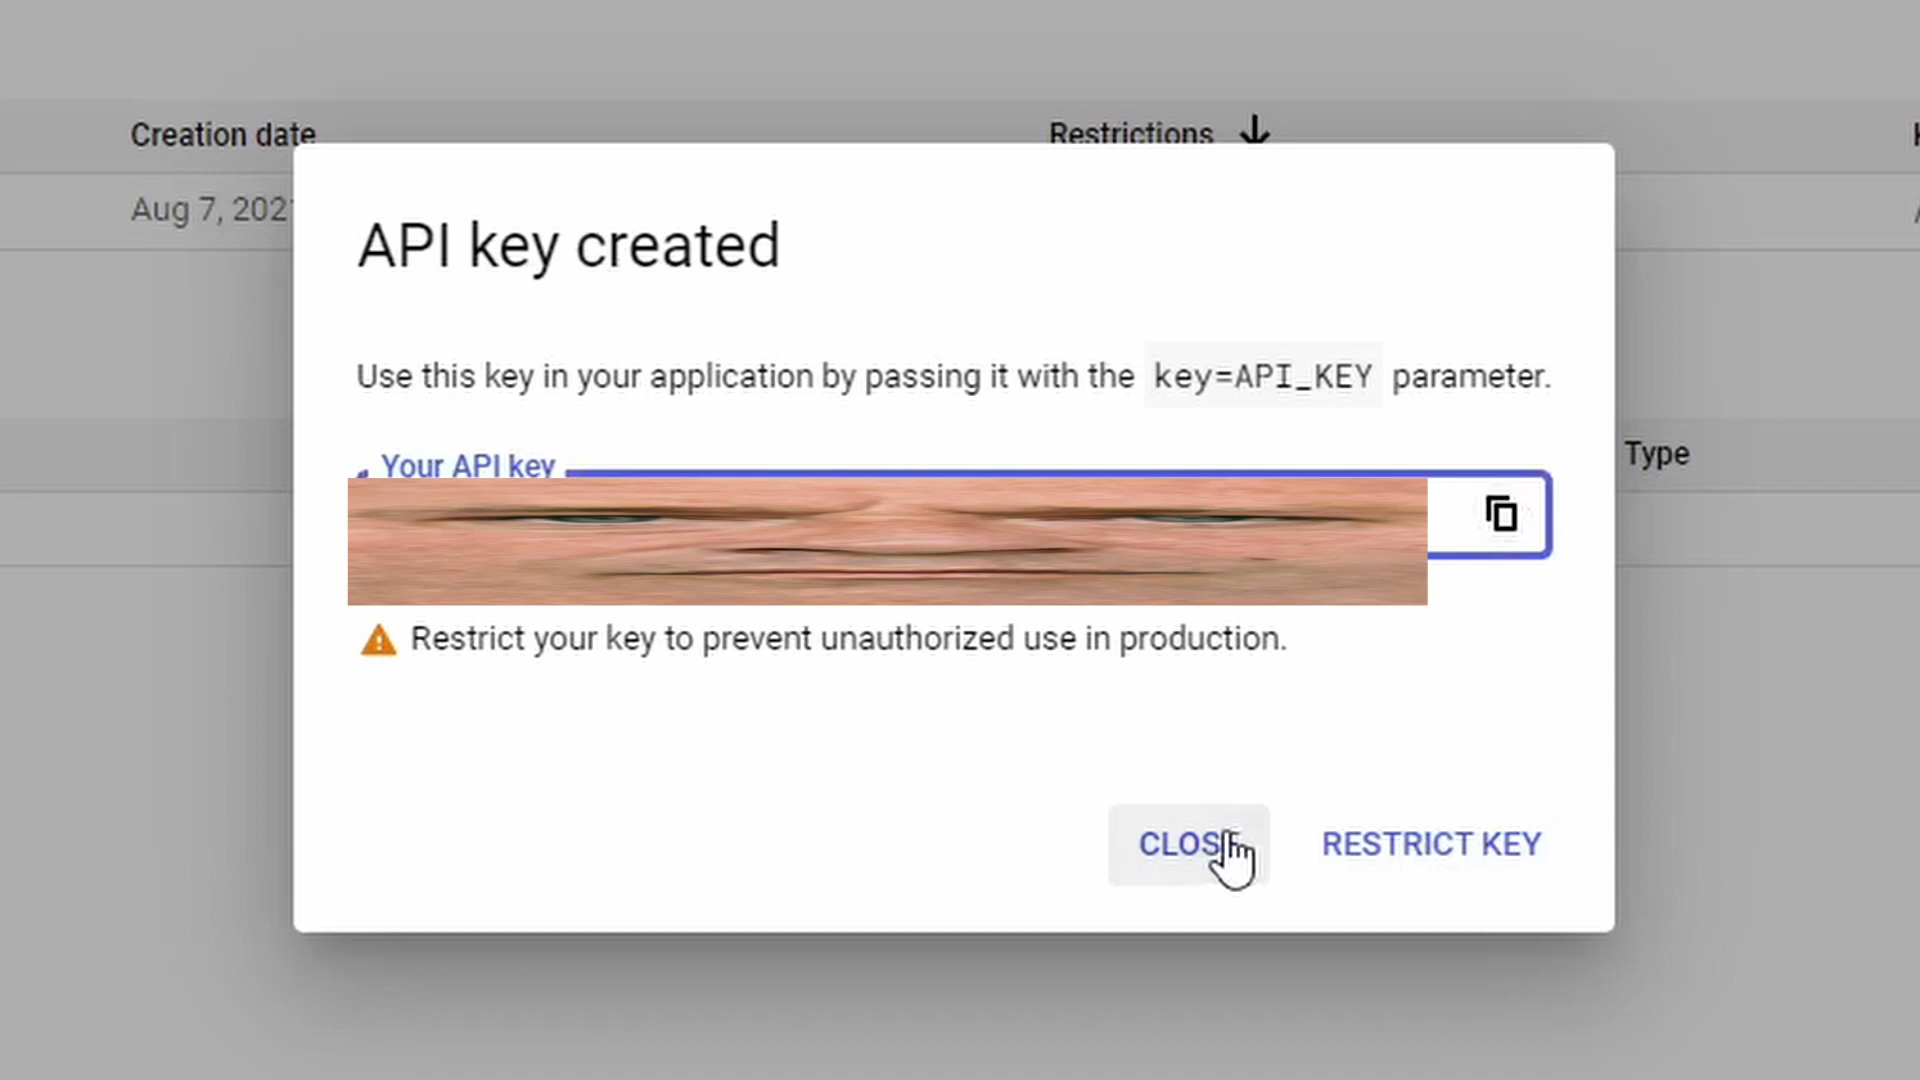 Creation date
Restrictions
Aug 7, 202
API key created
Use this key in your application by passing it with the key=API_KEY parameter.
Your API key
Type
Restrict your key to prevent unauthorized use in production.
CLOSE
RESTRICT KEY